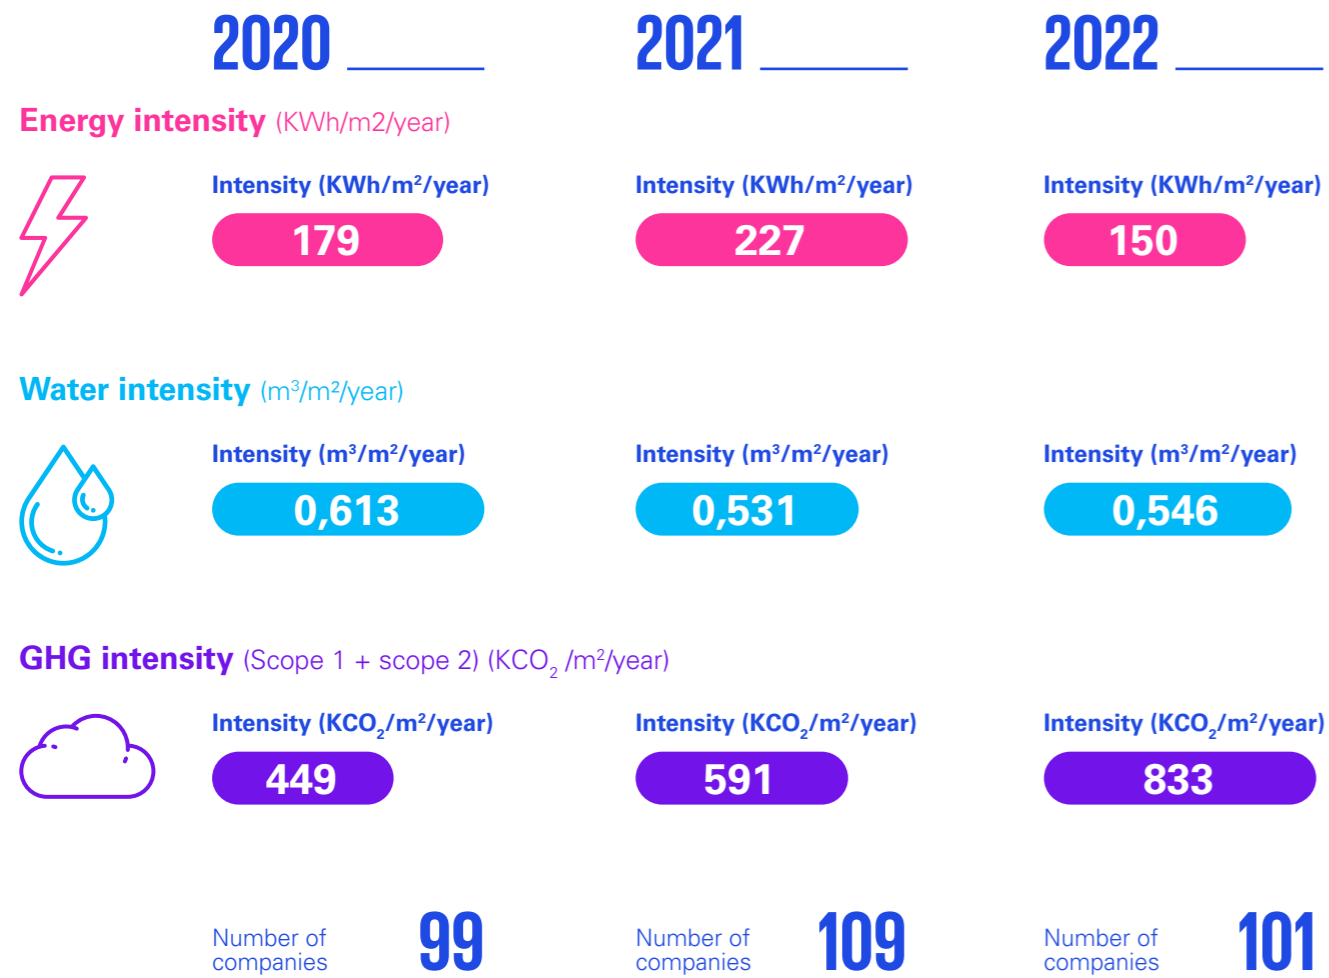 2020 2021 2022
Energy intensity (KWh/m2/year)
Intensity (KWh/m²/year) Intensity (KWh/m²/year) Intensity (KWh/m²/year)
179 227 150
Water intensity (m³/m²/year)
Intensity (m³/m²/year) Intensity (m³/m²/year) Intensity (m³/m²/year)
0,613 0,531 0,546
GHG intensity (Scope 1 + scope 2) (KCO₂ /m²/year)
Intensity (KCO₂/m²/year) Intensity (KCO₂/m²/year) Intensity (KCO₂/m²/year)
449 591 833
Number of companies 99
Number of companies 109
Number of companies 101